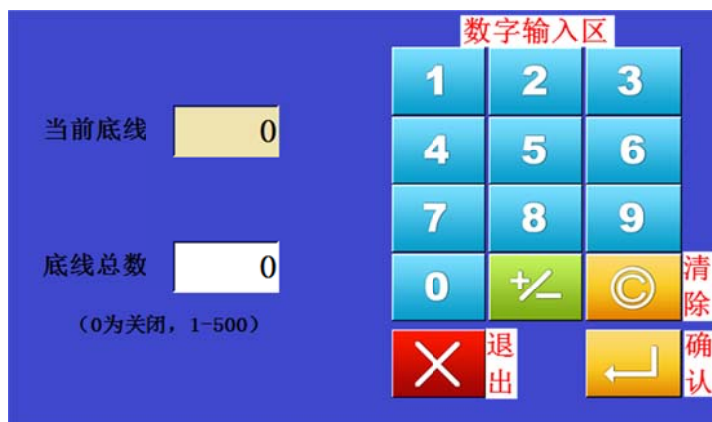 数字输入区
1 2 3
当前底线 0
4 5 6
7 8 9
底线总数 0
0 +/− © 清除
（0为关闭，1-500）
退出
确认